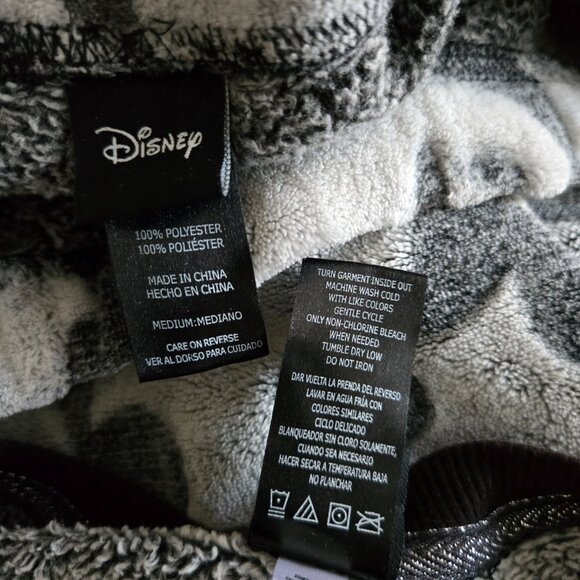 Disney
100% POLYESTER
100% POLIÉSTER
MADE IN CHINA
HECHO EN CHINA
MEDIUM:MEDIANO
CARE ON REVERSE
VER AL DORSO PARA CUIDADO
TURN GARMENT INSIDE OUT
MACHINE WASH COLD
WITH LIKE COLORS
GENTLE CYCLE
ONLY NON-CHLORINE BLEACH
WHEN NEEDED
TUMBLE DRY LOW
DO NOT IRON
DAR VUELTA LA PRENDA DEL REVERSO
LAVAR EN AGUA FRÍA CON
COLORES SIMILARES
CICLO DELICADO
BLANQUEADOR SIN CLORO SOLAMENTE,
CUANDO SEA NECESARIO
HACER SECAR A TEMPERATURA BAJA
NO PLANCHAR